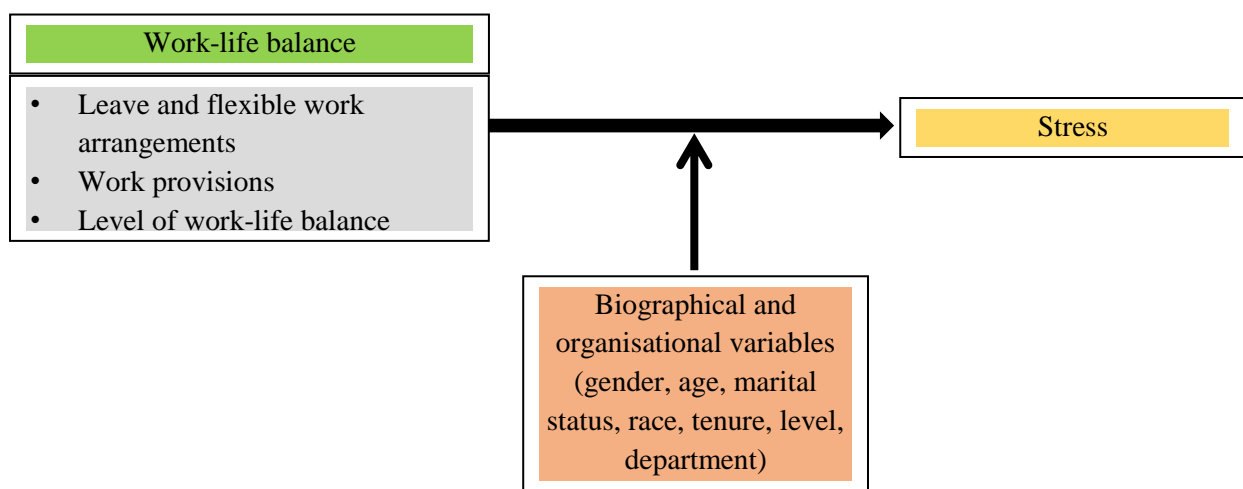 Work-life balance
• Leave and flexible work
arrangements
• Work provisions
• Level of work-life balance
Stress
Biographical and
organisational variables
(gender, age, marital
status, race, tenure, level,
department)